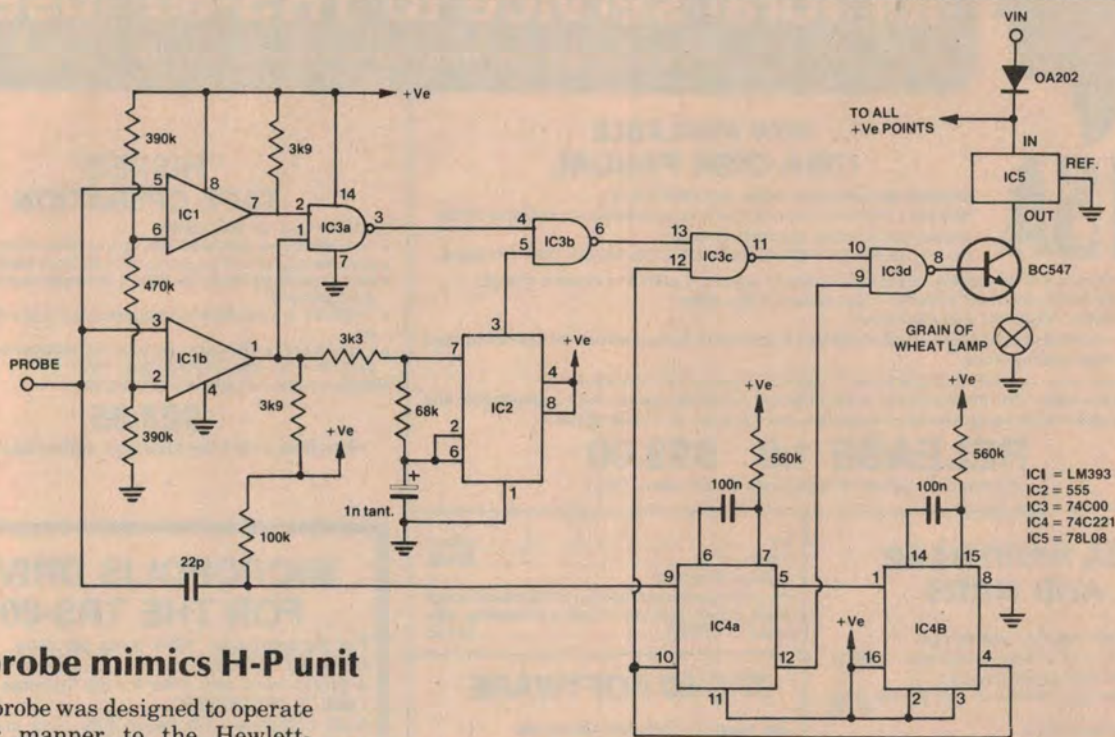 VIN
OA202
TO ALL
+Ve POINTS
IN
IC5
REF.
OUT
+Ve
390k
3k9
5
8
14
IC1
7
2
6
1
IC3a
3
7
470k
4
5
IC3b
6
13
12
IC3c
11
10
9
IC3d
8
BC547
GRAIN OF
WHEAT LAMP
PROBE
3
2
IC1b
1
4
3k3
3k9
+Ve
390k
68k
100k
22p
+
1n tant.
3
7
4
8
+Ve
IC2
2
6
1
+Ve
560k
100n
6
7
+Ve
560k
100n
14
15
9
5
IC4a
10
12
11
+Ve
1
8
IC4B
16
4
2
3
IC1 = LM393
IC2 = 555
IC3 = 74C00
IC4 = 74C221
IC5 = 78L08
probe mimics H-P unit
probe was designed to operate
manner to the Hewlett-